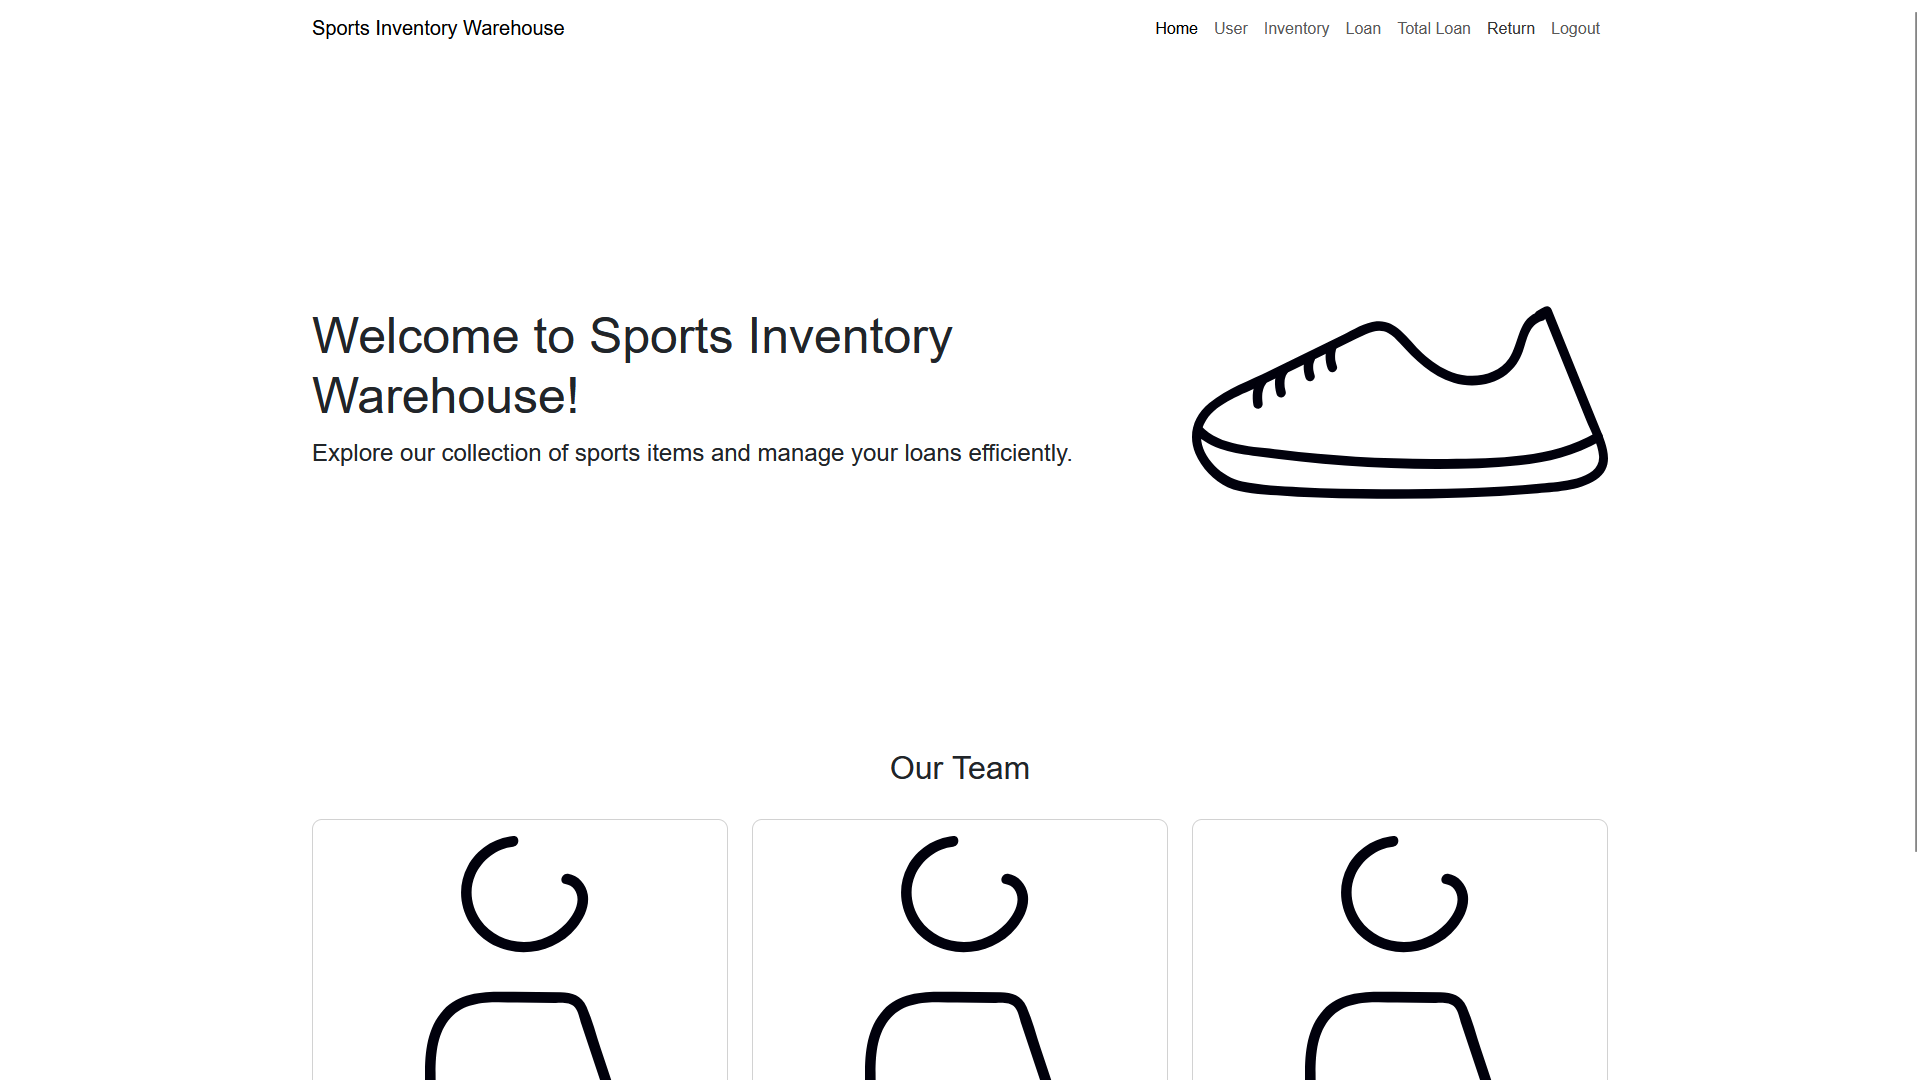 Sports Inventory Warehouse
Home User Inventory Loan Total Loan Return Logout
Welcome to Sports Inventory
Warehouse!
Explore our collection of sports items and manage your loans efficiently.
Our Team